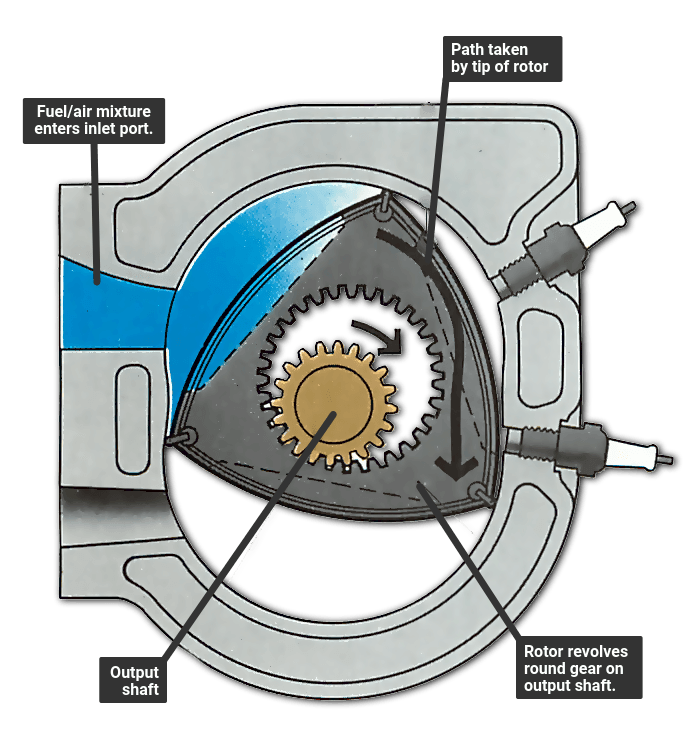 Path taken
by tip of rotor
Fuel/air mixture
enters inlet port.
Output
shaft
Rotor revolves
round gear on
output shaft.